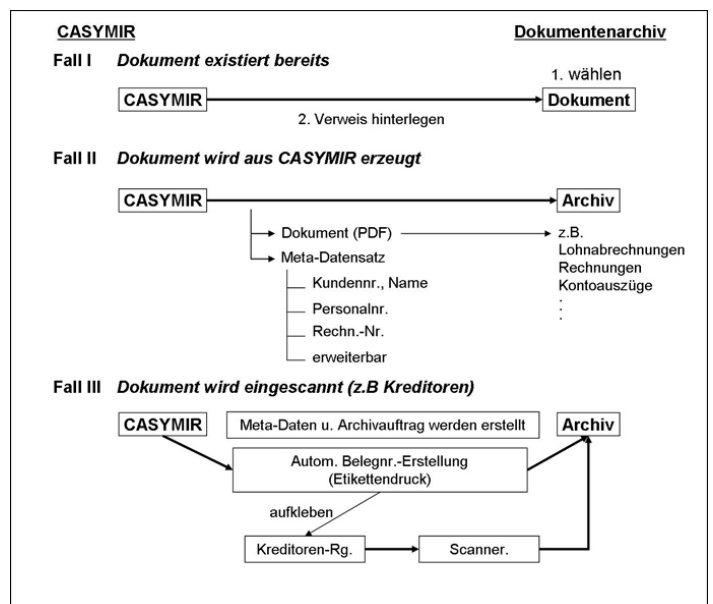 CASYMIR Dokumentenarchiv
Fall I Dokument existiert bereits
1. wählen
CASYMIR Dokument
2. Verweis hinterlegen
Fall II Dokument wird aus CASYMIR erzeugt
CASYMIR Archiv
Dokument (PDF) z.B.
Lohnabrechnungen
Meta-Datensatz
Rechnungen
Kundennr., Name
Kontoauszüge
Personalnr.
Rechn.-Nr.
erweiterbar
Fall III Dokument wird eingescannt (z.B Kreditoren)
CASYMIR Meta-Daten u. Archivauftrag werden erstellt Archiv
Autom. Belegnr.-Erstellung
(Etikettendruck)
aufkleben
Kreditoren-Rg. Scanner.